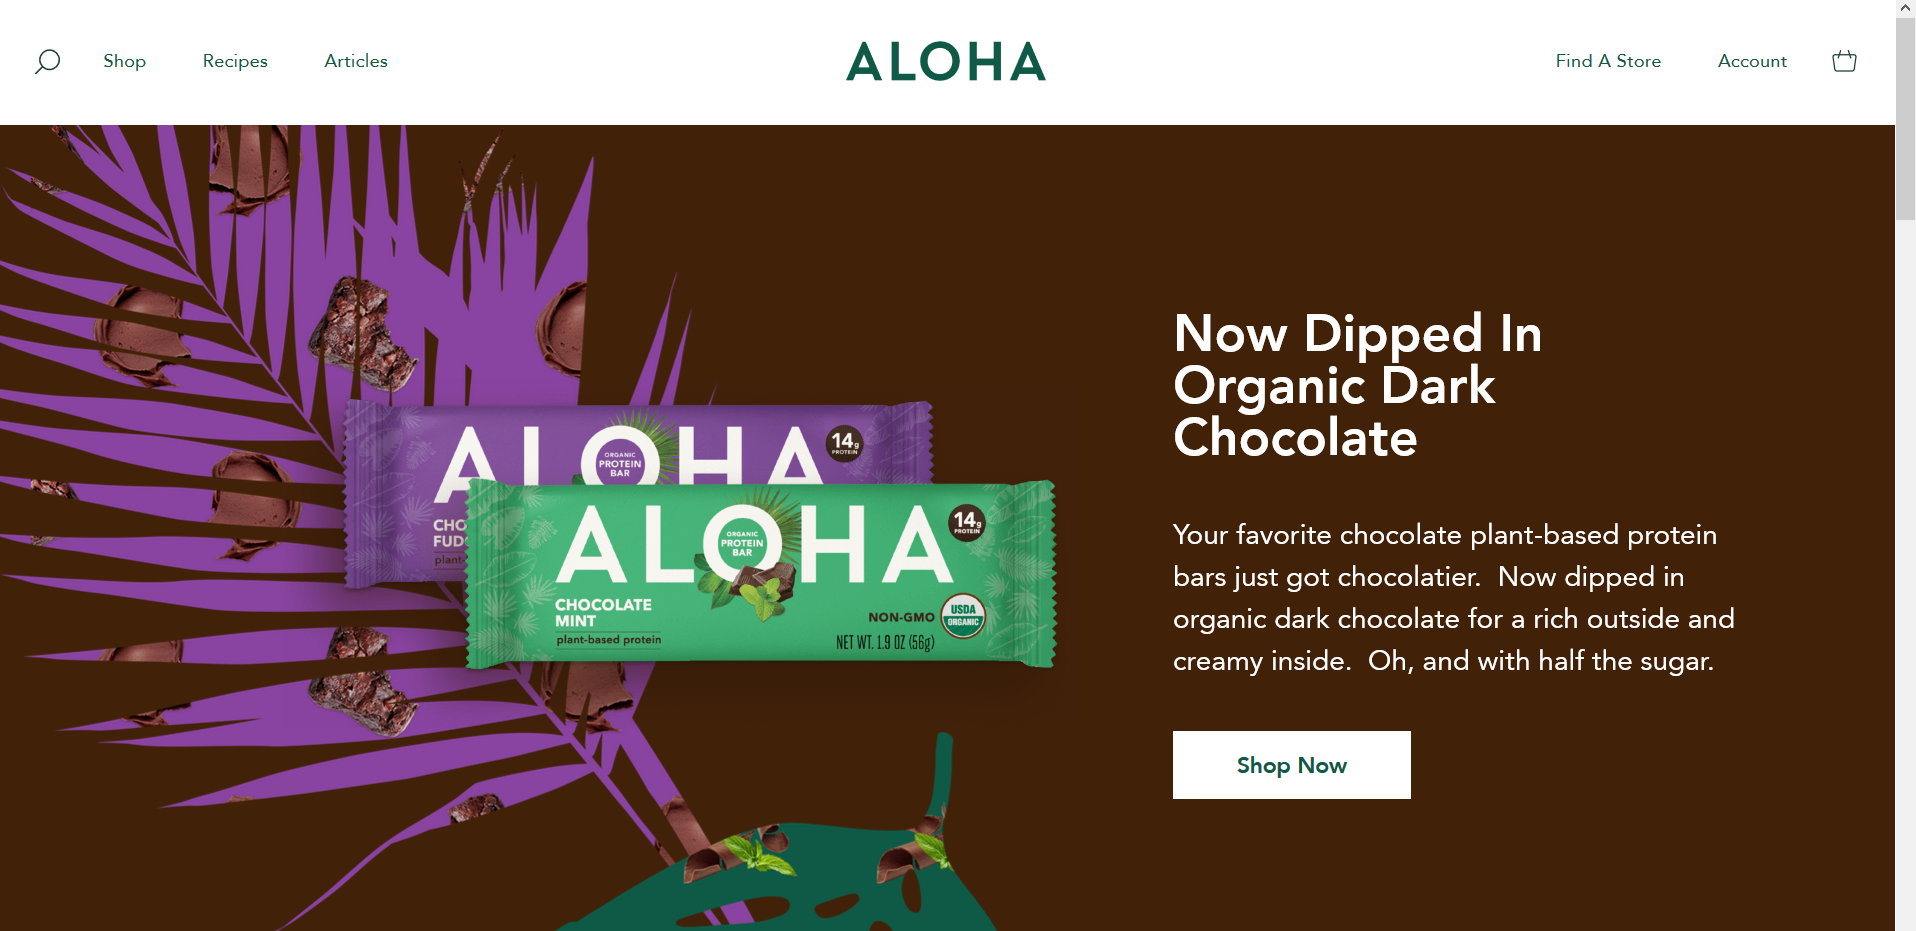 Shop
Recipes
Articles
ALOHA
Find A Store
Account
Now Dipped In
Organic Dark
Chocolate
Your favorite chocolate plant-based protein
bars just got chocolatier.  Now dipped in
organic dark chocolate for a rich outside and
creamy inside.  Oh, and with half the sugar.
Shop Now
ALOHA
ORGANIC
PROTEIN
BAR
14g
PROTEIN
plant-
ALOHA
ORGANIC
PROTEIN
BAR
14g
PROTEIN
CHOCOLATE
MINT
plant-based protein
NON-GMO
USDA
ORGANIC
NET WT. 1.9 OZ (56g)